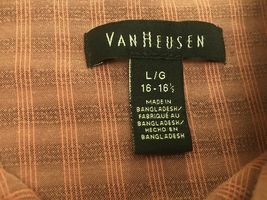 VAN HEUSEN
L/G
16-16½
MADE IN
BANGLADESH/
FABRIQUÉ AU
BANGLADESH/
HECHO EN
BANGLADESH